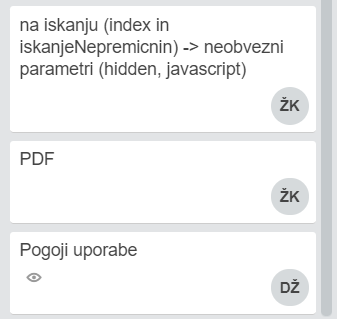 na iskanju (index in
iskanjeNepremicnin) -> neobvezni
parametri (hidden, javascript)
ŽK
PDF
ŽK
Pogoji uporabe
DŽ